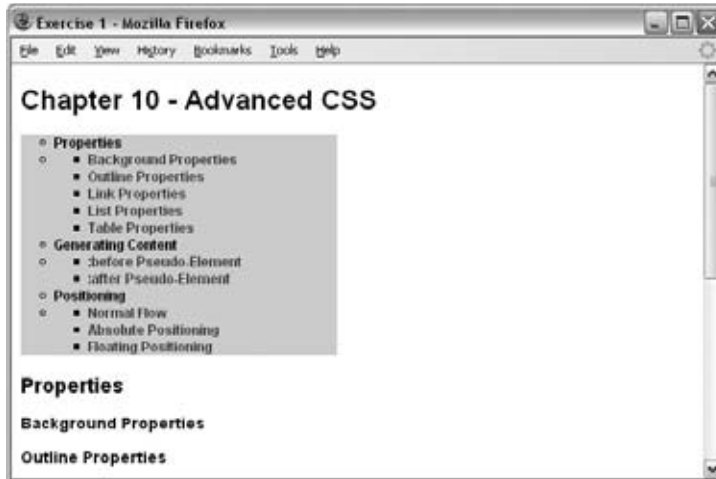 Exercise 1 - Mozilla Firefox
File Edit View History Bookmarks Tools Help
Chapter 10 - Advanced CSS
Properties
Background Properties
Outline Properties
Link Properties
List Properties
Table Properties
Generating Content
:before Pseudo-Element
:after Pseudo-Element
Positioning
Normal Flow
Absolute Positioning
Floating Positioning
Properties
Background Properties
Outline Properties